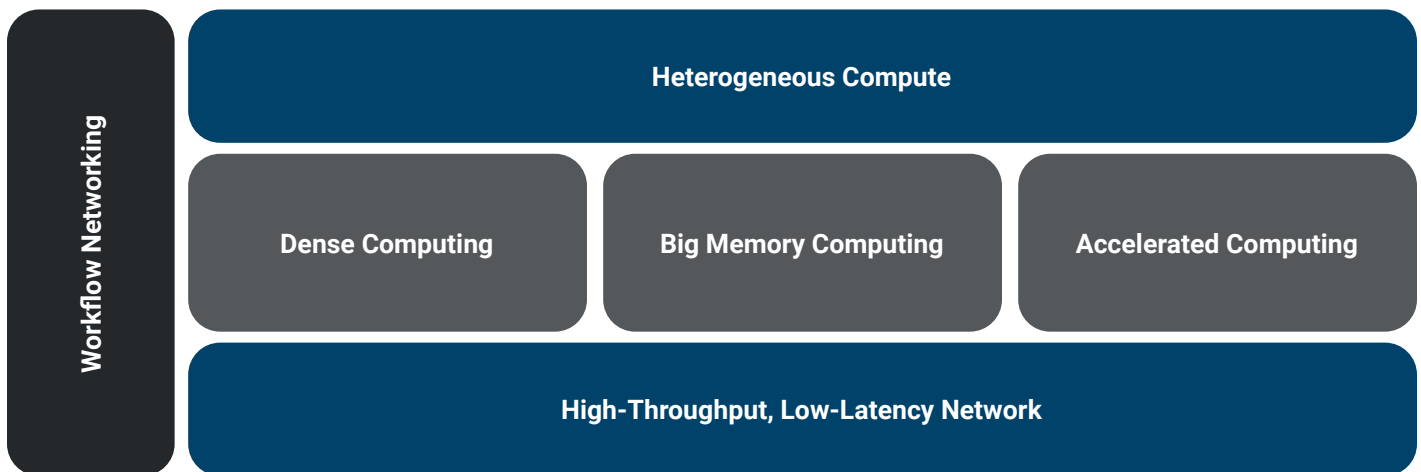 Workflow Networking
Heterogeneous Compute
Dense Computing
Big Memory Computing
Accelerated Computing
High-Throughput, Low-Latency Network